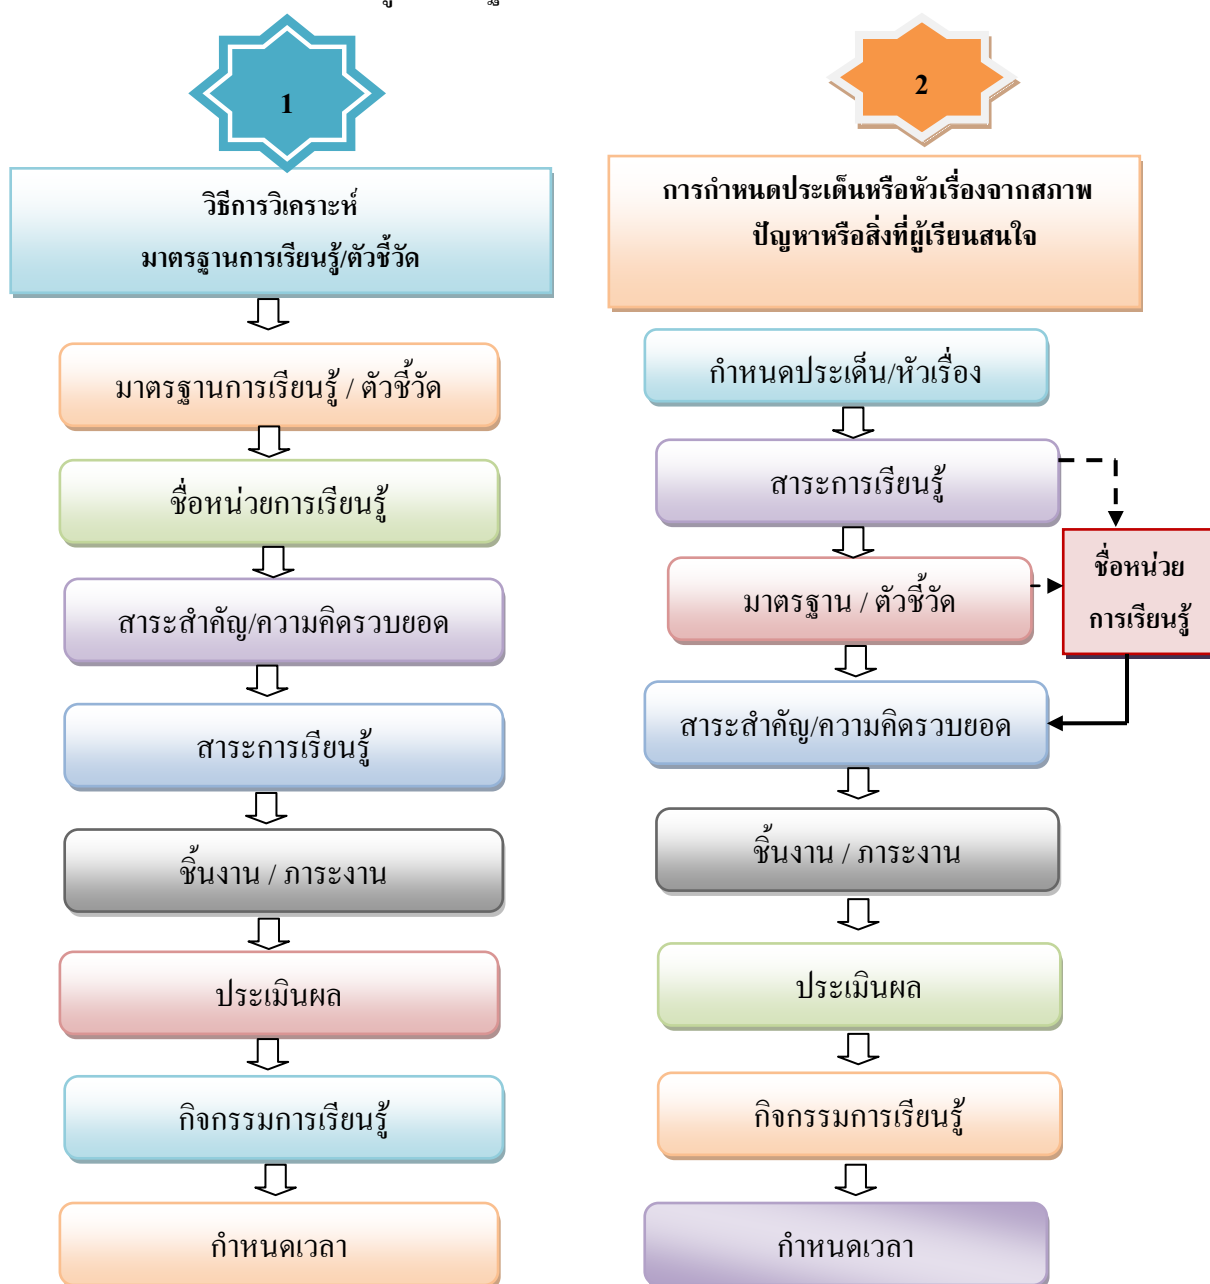 1
วิธีการวิเคราะห์
มาตรฐานการเรียนรู้/ตัวชี้วัด
มาตรฐานการเรียนรู้ / ตัวชี้วัด
ชื่อหน่วยการเรียนรู้
สาระสำคัญ/ความคิดรวบยอด
สาระการเรียนรู้
ชิ้นงาน / ภาระงาน
ประเมินผล
กิจกรรมการเรียนรู้
กำหนดเวลา
2
การกำหนดประเด็นหรือหัวเรื่องจากสภาพ
ปัญหาหรือสิ่งที่ผู้เรียนสนใจ
กำหนดประเด็น/หัวเรื่อง
สาระการเรียนรู้
มาตรฐาน / ตัวชี้วัด
ชื่อหน่วย
การเรียนรู้
สาระสำคัญ/ความคิดรวบยอด
ชิ้นงาน / ภาระงาน
ประเมินผล
กิจกรรมการเรียนรู้
กำหนดเวลา